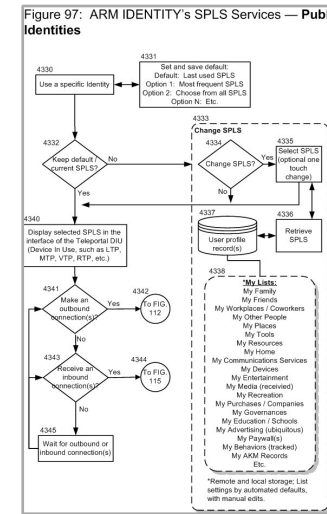 Figure 97: ARM IDENTITY's SPLS Services — Publ
Identities
4330
Use a specific Identity
4331
Set and save default:
Default: Last used SPLS
Option 1: Most frequent SPLS
Option 2: Choose from all SPLS
Option N: Etc.
4333
Change SPLS
4332
Keep default /
current SPLS?
No
Yes
4334
Change SPLS?
Yes
No
4335
Select SPLS
(optional one
touch
change)
4336
Retrieve
SPLS
4337
User profile
record(s)
4340
Display selected SPLS in the
interface of the Teleportal DIU
(Device In Use, such as LTP,
MTP, VTP, RTP, etc.)
4341
Make an
outbound
connection(s)?
Yes
No
4342
To FIG.
112
4343
Receive an
inbound
connection(s)?
Yes
No
4344
To FIG.
115
4345
Wait for outbound or
inbound connection(s)
4338
*My Lists:
My Family
My Friends
My Workplaces / Coworkers
My Other People
My Places
My Tools
My Resources
My Home
My Communications Services
My Devices
My Entertainment
My Media (received)
My Recreation
My Purchases / Companies
My Governances
My Education / Schools
My Advertising (ubiquitous)
My Paywall(s)
My Behaviors (tracked)
My AKM Records
Etc.
*Remote and local storage; List
settings by automated defaults,
with manual edits.